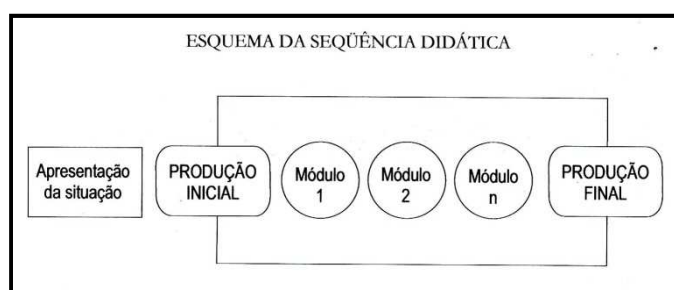 ESQUEMA DA SEQÜÊNCIA DIDÁTICA
Apresentação
da situação
PRODUÇÃO
INICIAL
Módulo
1
Módulo
2
Módulo
n
PRODUÇÃO
FINAL